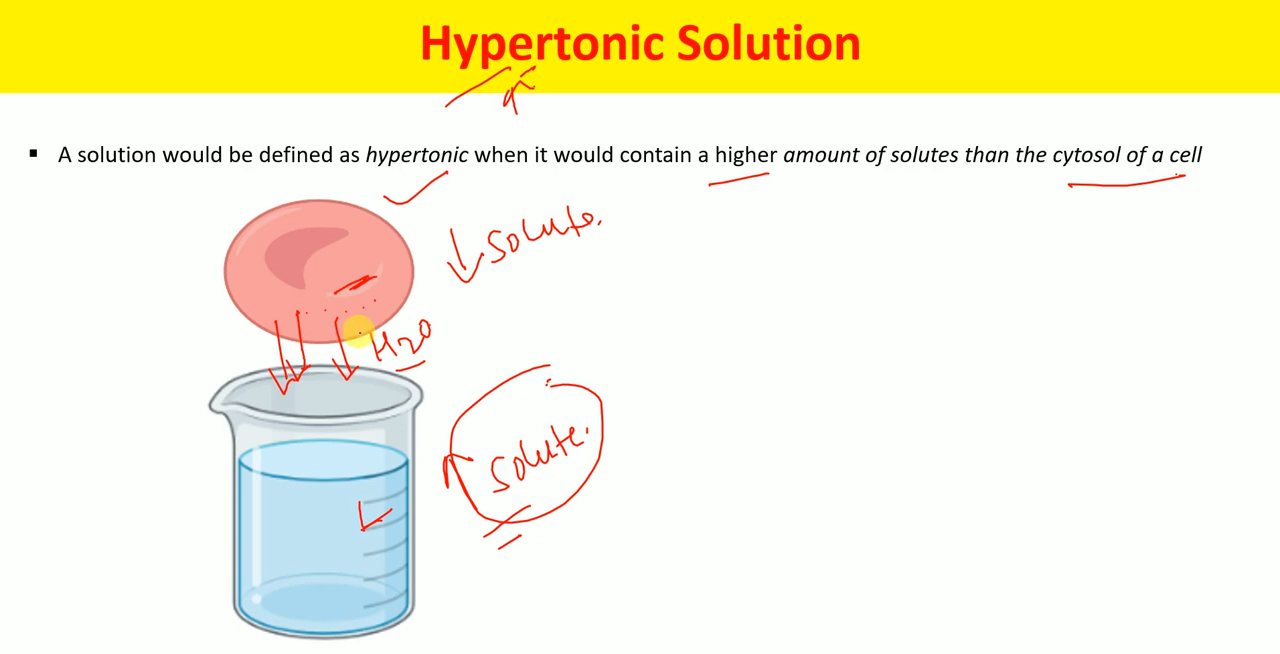 Hypertonic Solution
▪ A solution would be defined as hypertonic when it would contain a higher amount of solutes than the cytosol of a cell
↓ Solute.
H2O
↑ Solute.